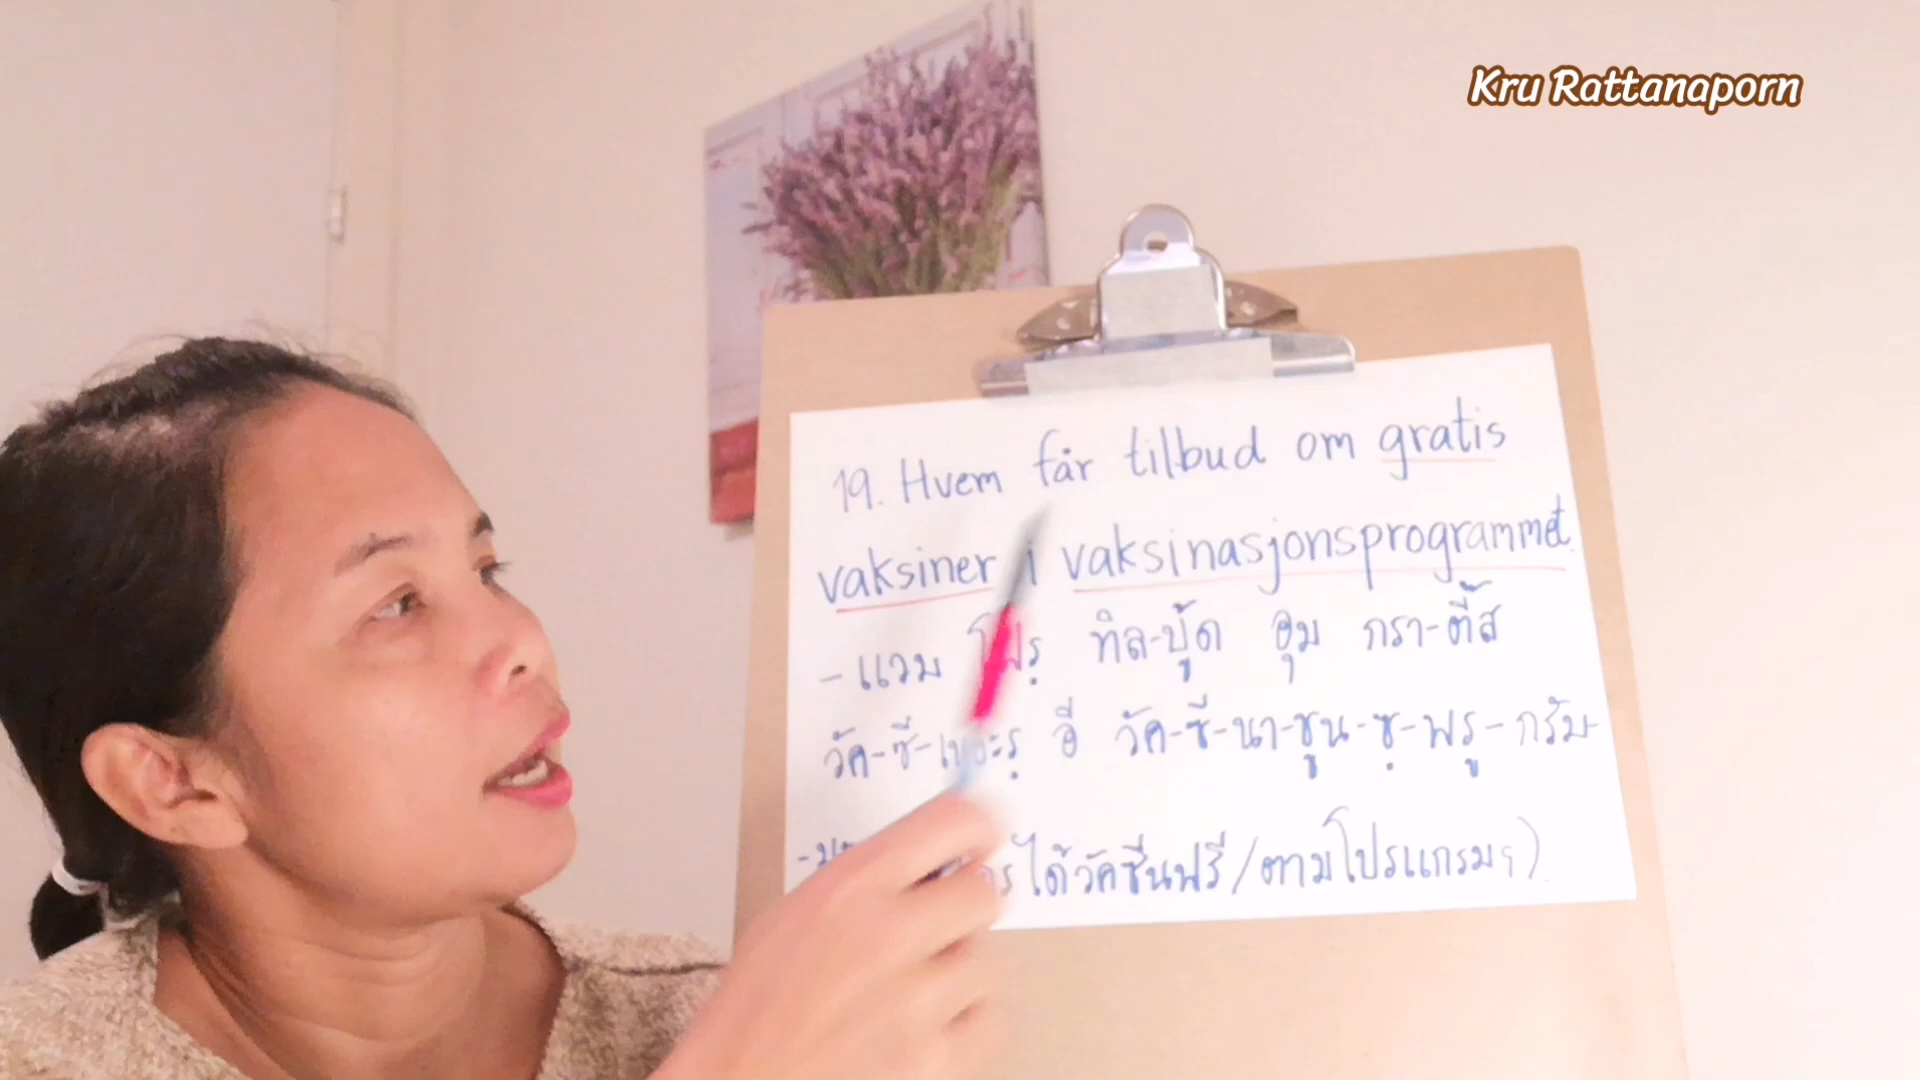 Kru Rattanaporn
19. Hvem får tilbud om gratis
vaksiner i vaksinasjonsprogrammet.
- แวม ทิล-บู้ด อุม กรา-ตี้ส
วัค-ซี- อี วัค-ซี-นา-ชูน-ซฺ-พรู-กรัม-
ได้วัคซีนฟรี/ตามโปรแกรมฯ)